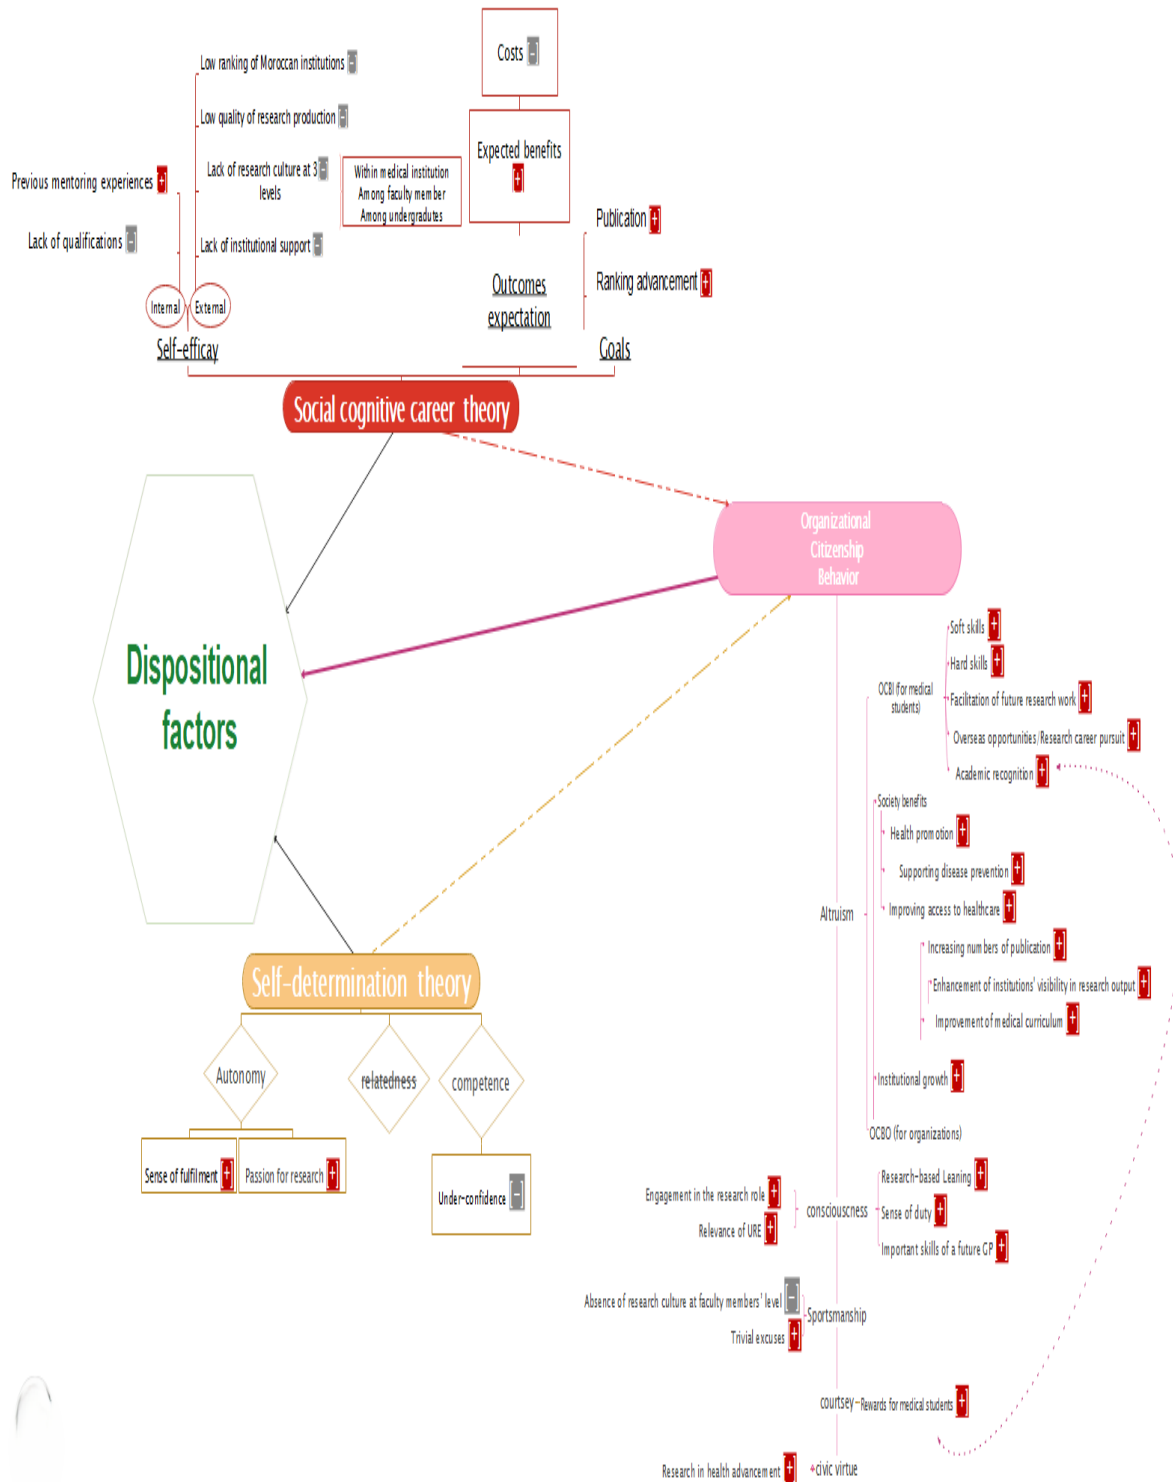 Costs [-]
Low ranking of Moroccan institutions [-]
Low quality of research production [-]
Expected benefits
[+]
Previous mentoring experiences [+]
Lack of research culture at 3 [-]
levels
Within medical institution
Among faculty member
Among undergradutes
Lack of qualifications [-]
Lack of institutional support [-]
Publication [+]
Ranking advancement [+]
Outcomes
expectation
Internal
External
Self-efficay
Goals
Social cognitive career theory
Organizational
Citizenship
Behavior
Dispositional
factors
Soft skills [+]
Hard skills [+]
OCBI (for medical
students)
Facilitation of future research work [+]
Overseas opportunities/Research career pursuit [+]
Academic recognition [+]
Society benefits
Health promotion [+]
Supporting disease prevention [+]
Improving access to healthcare [+]
Altruism
Increasing numbers of publication [+]
Enhancement of institutions' visibility in research output [+]
Improvement of medical curriculum [+]
Institutional growth [+]
OCBO (for organizations)
Self-determination theory
Autonomy
relatedness
competence
Sense of fulfilment [+]
Passion for research [+]
Under-confidence [-]
Engagement in the research role [+]
Relevance of URE [+]
consciouscness
Research-based Leaning [+]
Sense of duty [+]
Important skills of a future GP [+]
Absence of research culture at faculty members' level [-]
Trivial excuses [+]
Sportsmanship
courtsey
Rewards for medical students [+]
Research in health advancement [+]
civic virtue